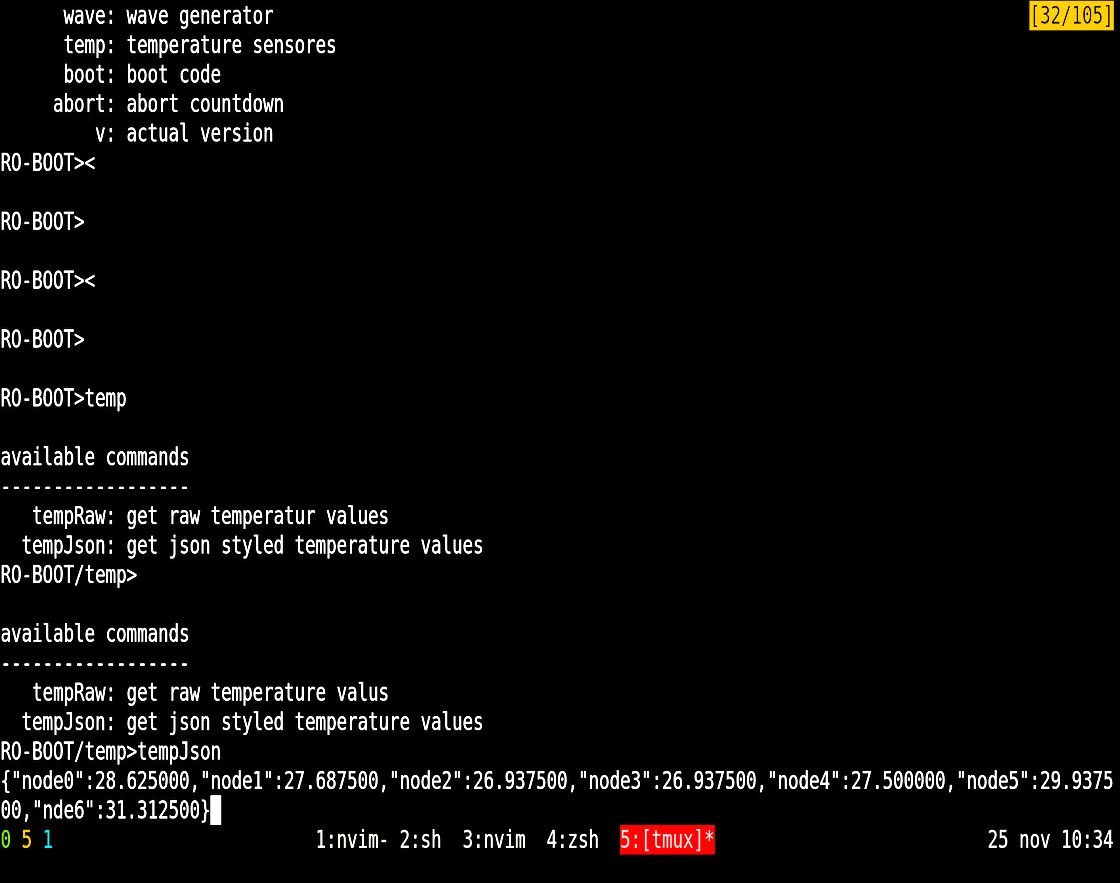 wave: wave generator [32/105]
temp: temperature sensores
boot: boot code
abort: abort countdown
v: actual version
RO-BOOT><
RO-BOOT>
RO-BOOT><
RO-BOOT>
RO-BOOT>temp
available commands
------------------
tempRaw: get raw temperatur values
tempJson: get json styled temperature values
RO-BOOT/temp>
available commands
------------------
tempRaw: get raw temperature valus
tempJson: get json styled temperature values
RO-BOOT/temp>tempJson
{"node0":28.625000,"node1":27.687500,"node2":26.937500,"node3":26.937500,"node4":27.500000,"node5":29.9375
00,"nde6":31.312500}
0 5 1 1:nvim- 2:sh 3:nvim 4:zsh 5:[tmux]* 25 nov 10:34